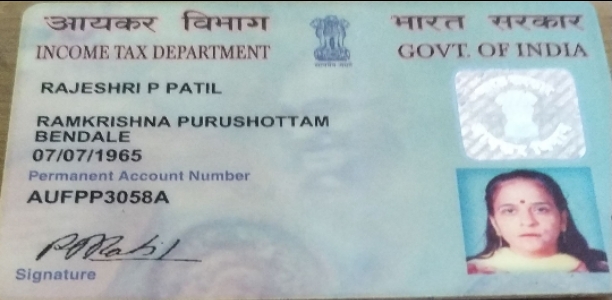 आयकर विभाग
INCOME TAX DEPARTMENT
भारत सरकार
GOVT. OF INDIA
RAJESHRI P PATIL
RAMKRISHNA PURUSHOTTAM
BENDALE
07/07/1965
Permanent Account Number
AUFPP3058A
Signature